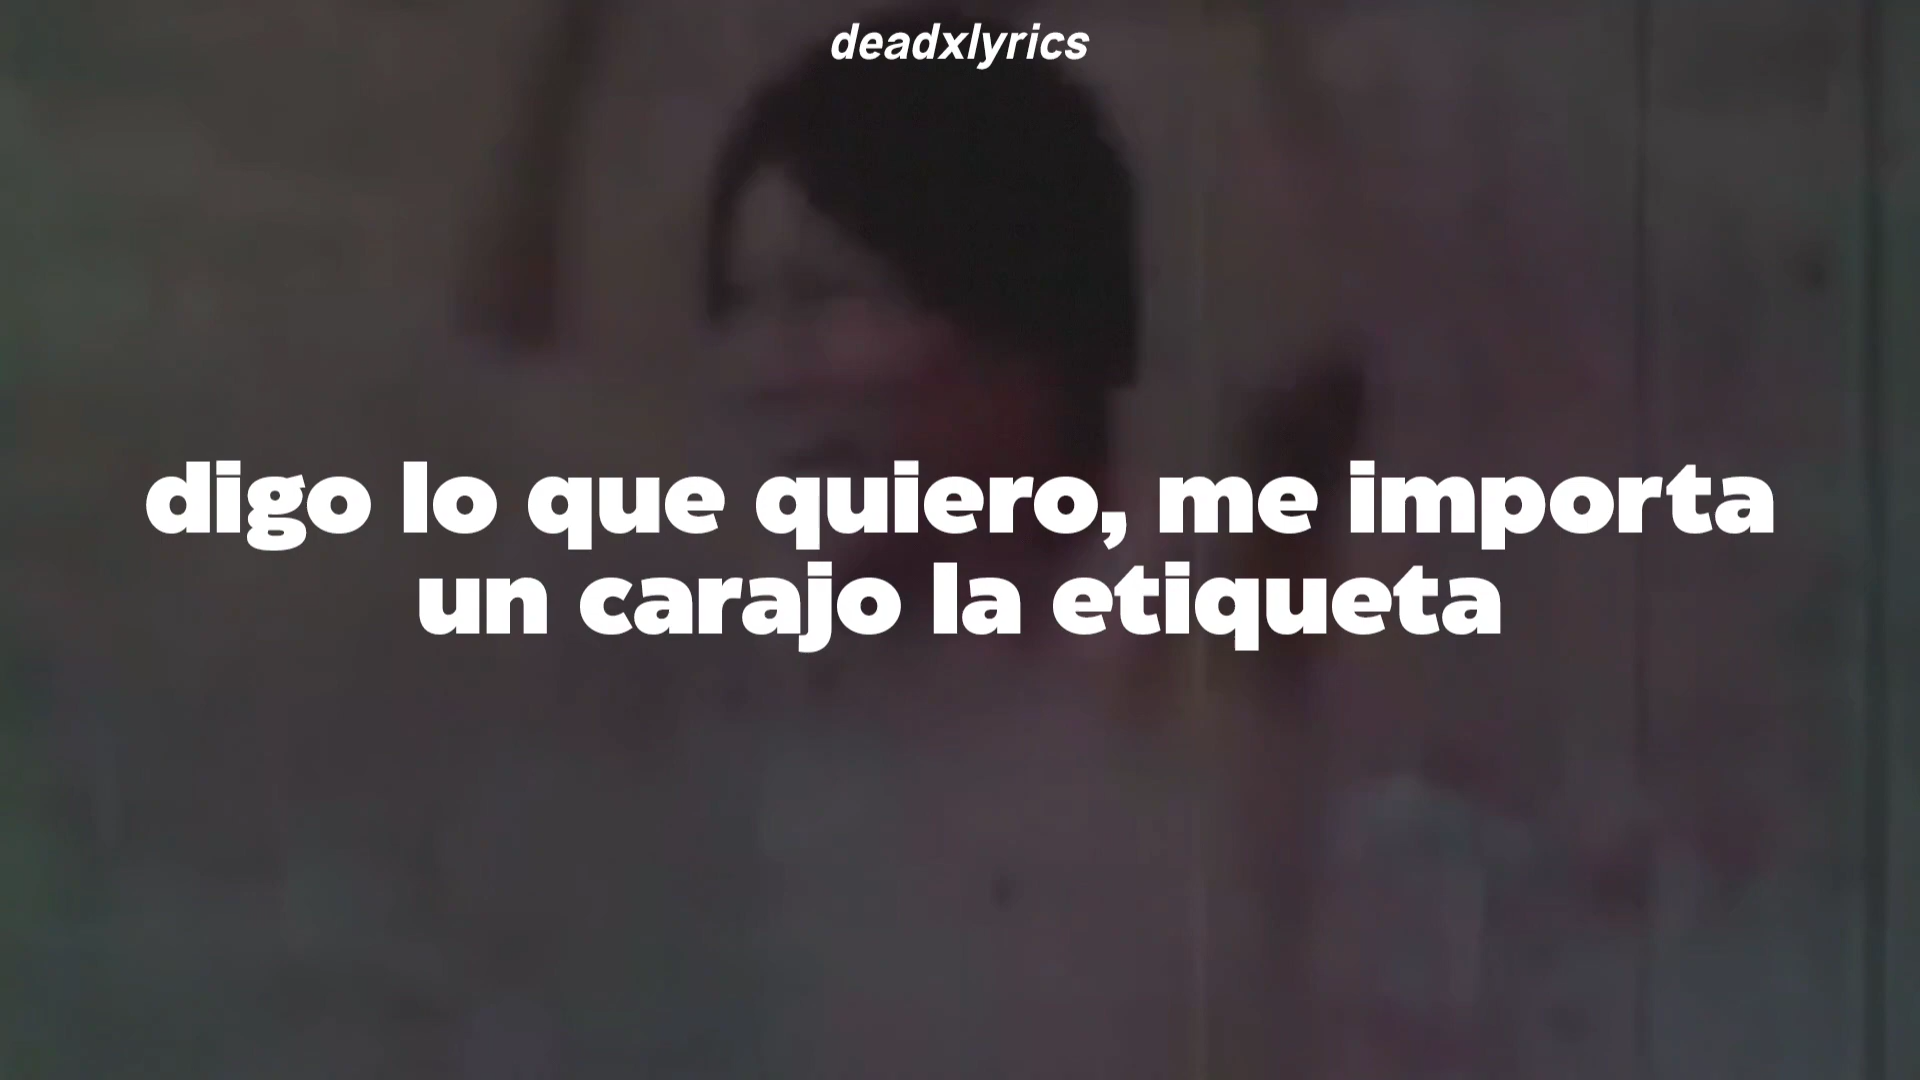 deadxlyrics
digo lo que quiero, me importa
un carajo la etiqueta